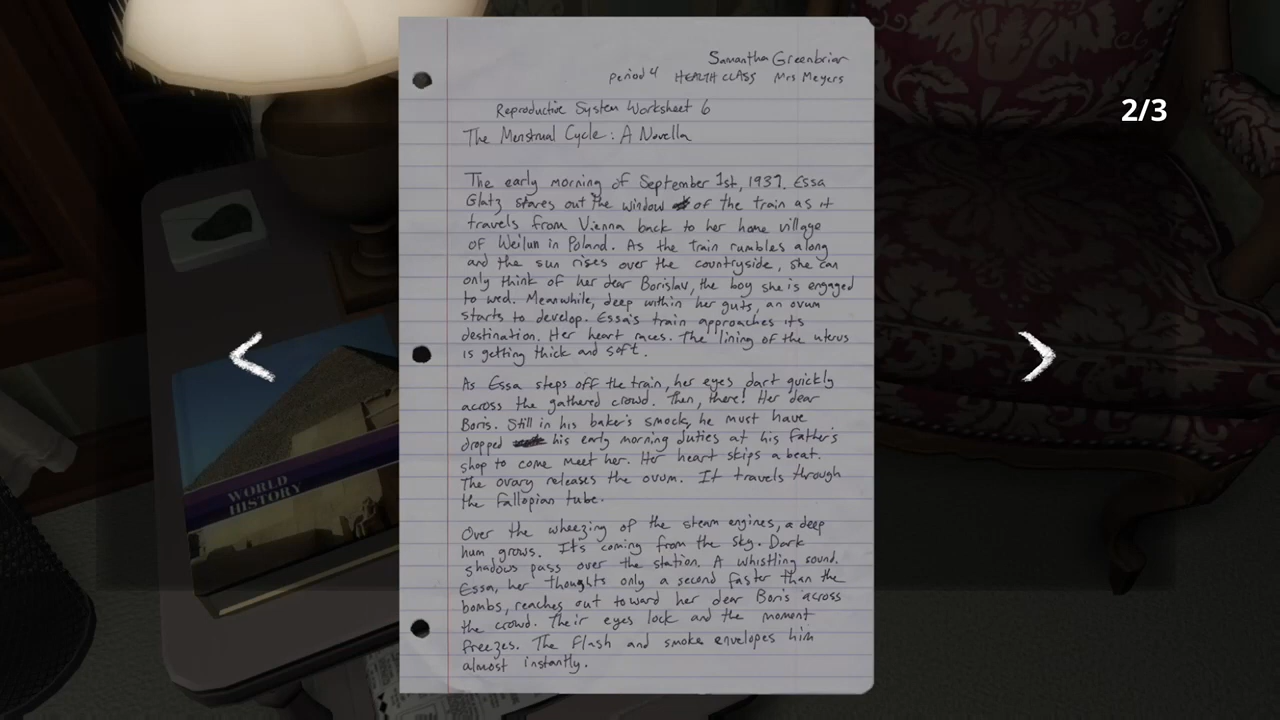 Samantha Greenbriar
period 4 HEALTH CLASS Mrs Meyers
2/3
Reproductive System Worksheet 6
The Menstrual Cycle: A Novella
The early morning of September 1st, 1939. Essa
Glatz stares out the window of the train as it
travels from Vienna back to her home village
of Weilun in Poland. As the train rumbles along
and the sun rises over the countryside, she can
only think of her dear Borislav, the boy she is engaged
to wed. Meanwhile, deep within her guts, an ovum
starts to develop. Essa's train approaches its
destination. Her heart races. The lining of the uterus
is getting thick and soft.
As Essa steps off the train, her eyes dart quickly
across the gathered crowd. Then, there! Her dear
Boris. Still in his baker's smock, he must have
dropped his early morning duties at his father's
shop to come meet her. Her heart skips a beat.
The ovary releases the ovum. It travels through
the fallopian tube.
Over the wheezing of the steam engines, a deep
hum grows. It's coming from the sky. Dark
shadows pass over the station. A whistling sound.
Essa, her thoughts only a second faster than the
bombs, reaches out toward her dear Boris across
the crowd. Their eyes lock and the moment
freezes. The flash and smoke envelopes him
almost instantly.
WORLD
HISTORY